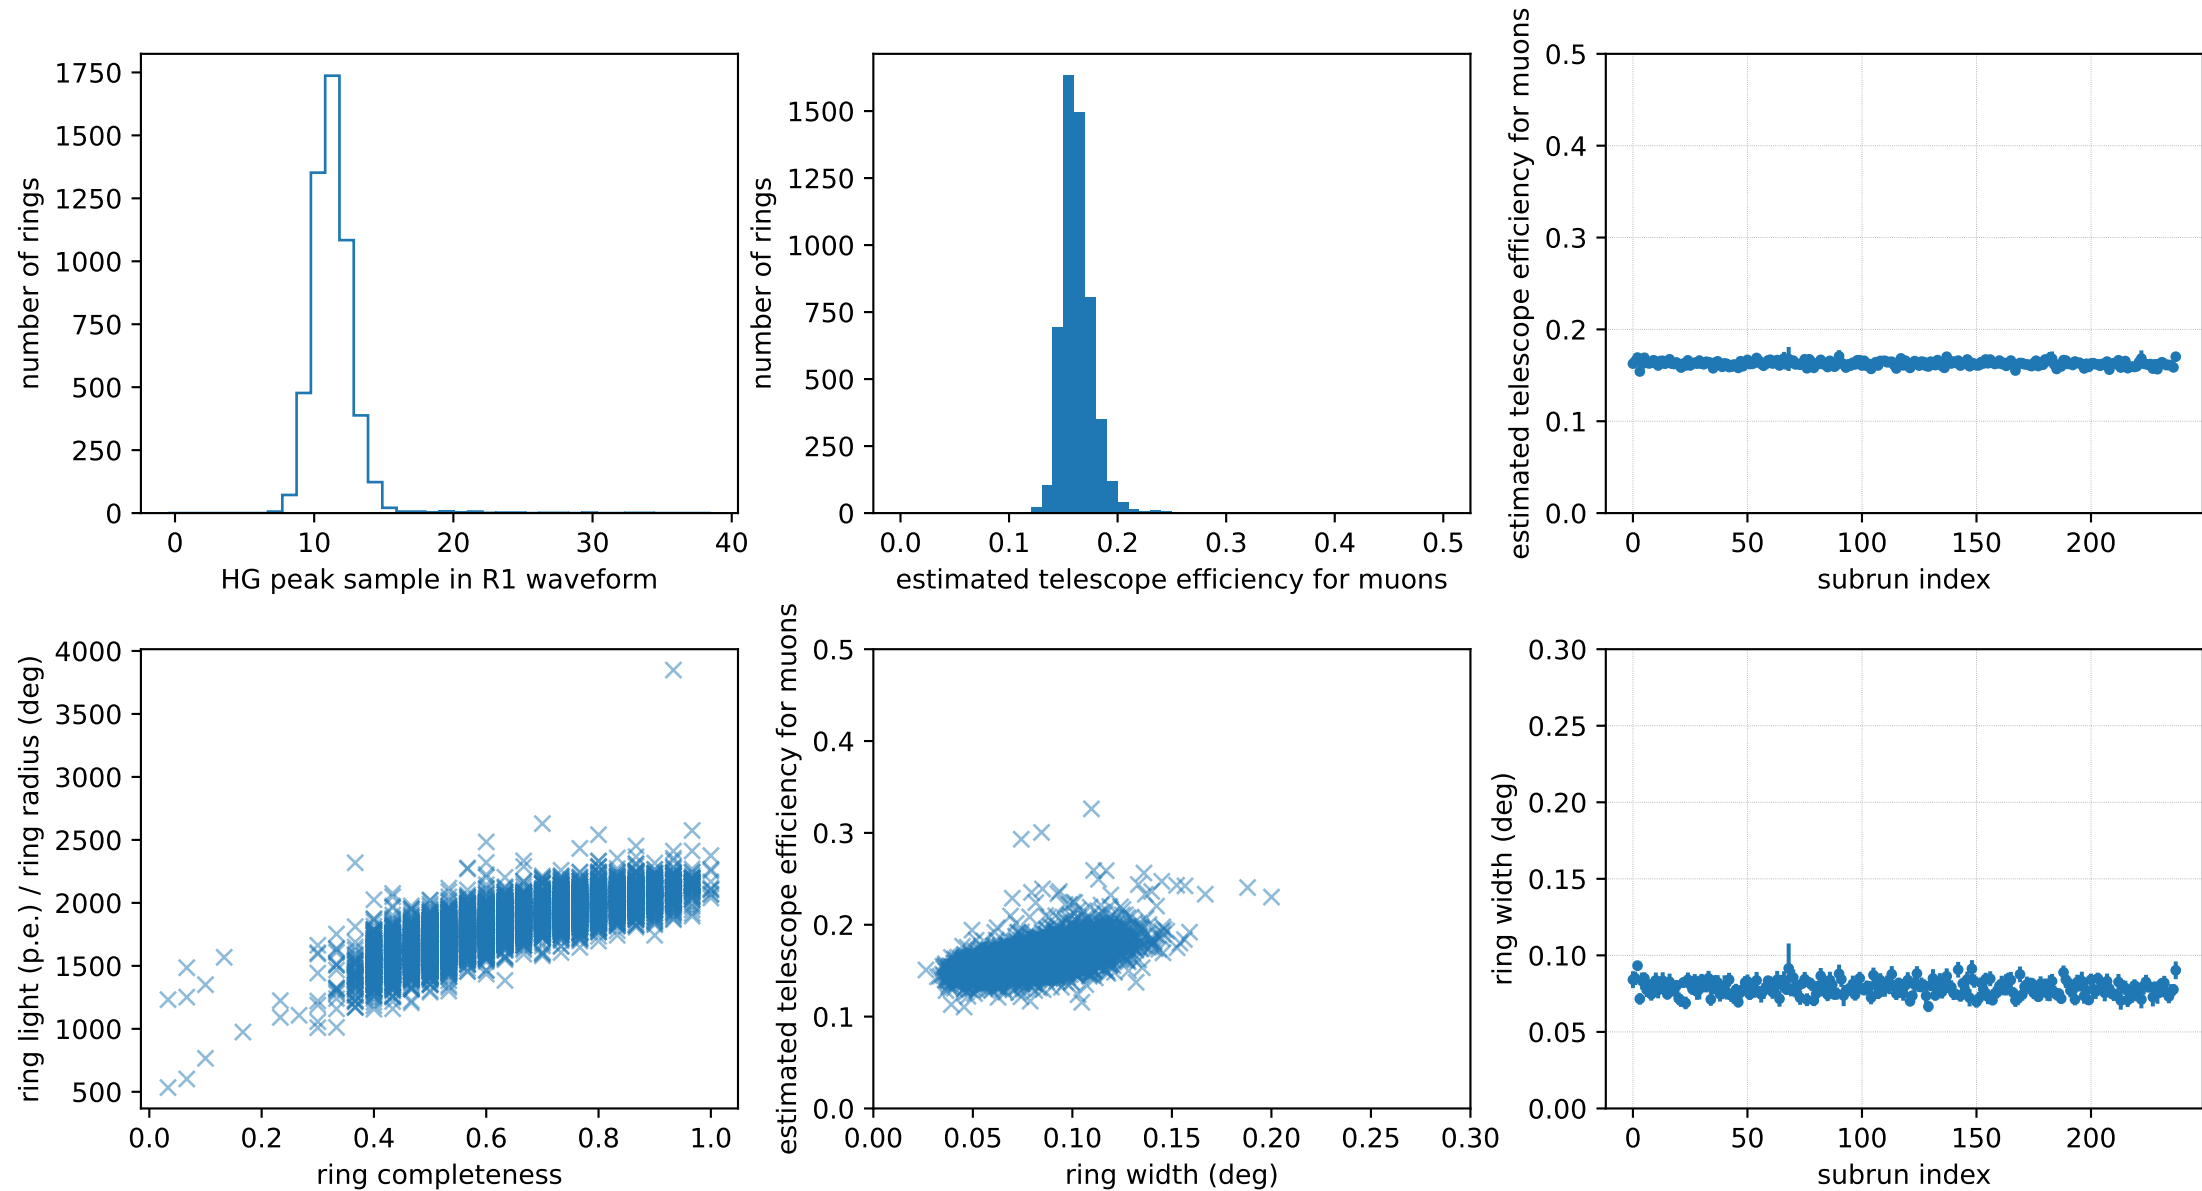 number of rings
1750
1500
1250
1000
750
500
250
0
0 10 20 30 40
HG peak sample in R1 waveform
number of rings
1500
1250
1000
750
500
250
0
0.0 0.1 0.2 0.3 0.4 0.5
estimated telescope efficiency for muons
estimated telescope efficiency for muons
0.5
0.4
0.3
0.2
0.1
0.0
0 50 100 150 200
subrun index
ring light (p.e.) / ring radius (deg)
4000
3500
3000
2500
2000
1500
1000
500
0.0 0.2 0.4 0.6 0.8 1.0
ring completeness
estimated telescope efficiency for muons
0.5
0.4
0.3
0.2
0.1
0.0
0.00 0.05 0.10 0.15 0.20 0.25 0.30
ring width (deg)
ring width (deg)
0.30
0.25
0.20
0.15
0.10
0.05
0.00
0 50 100 150 200
subrun index